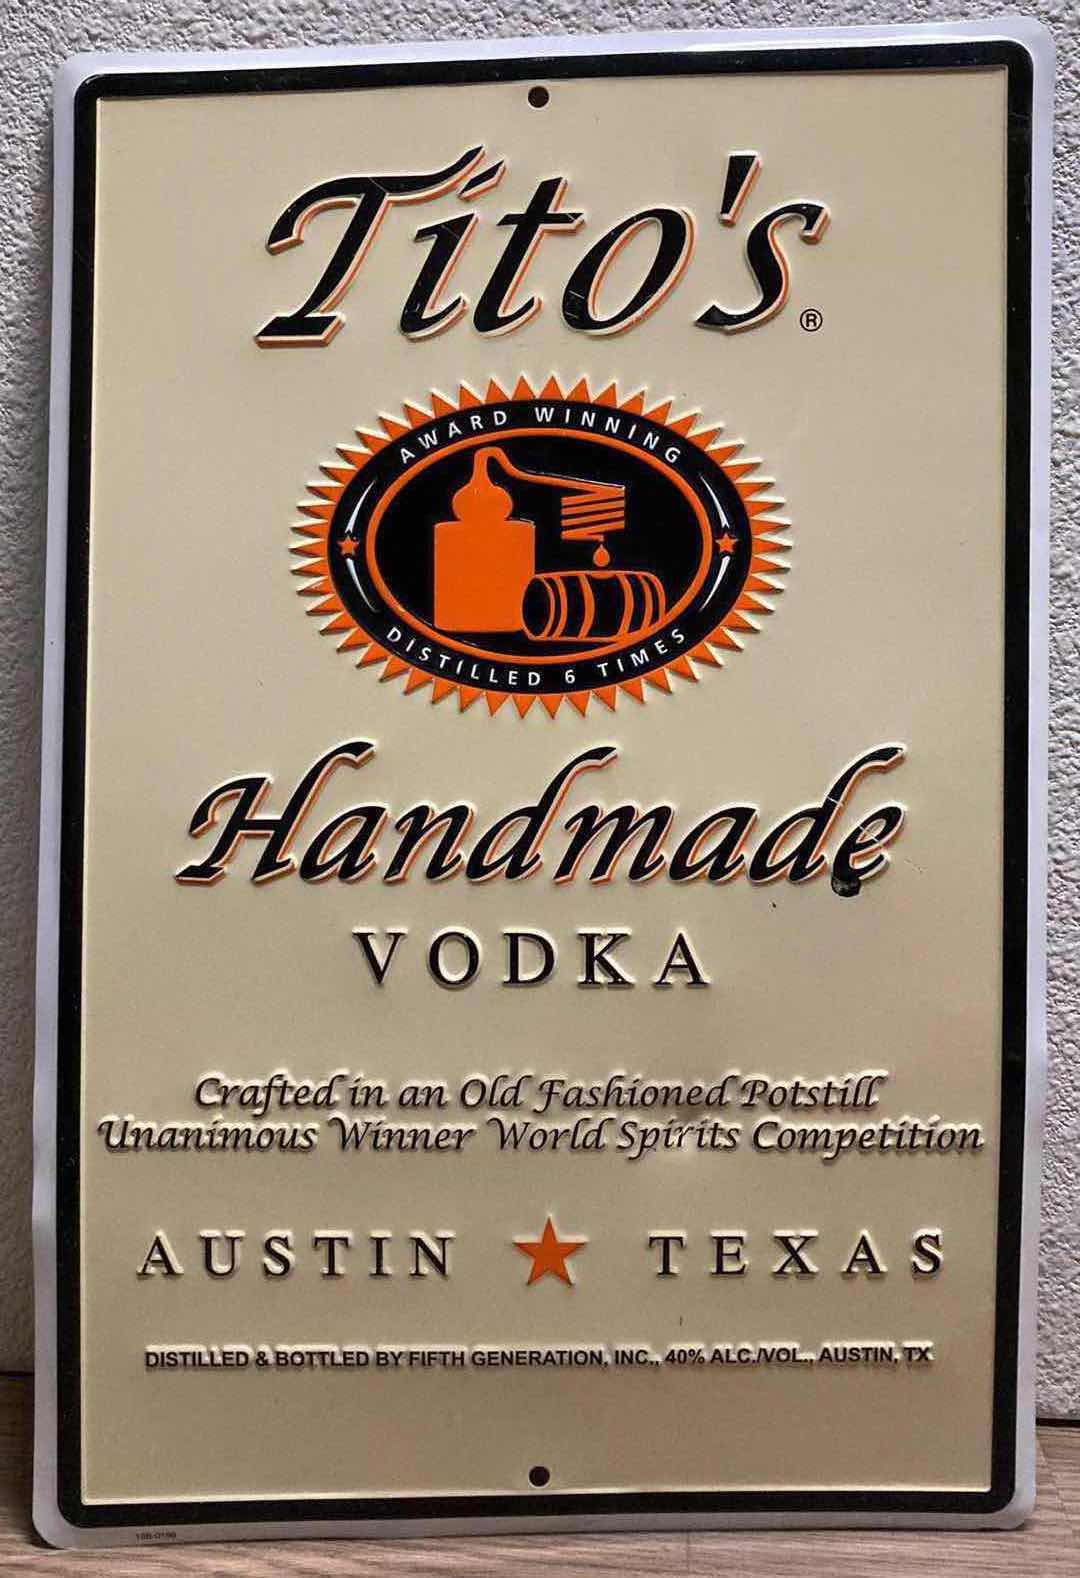 Tito's®
AWARD WINNING
DISTILLED 6 TIMES
Handmade
VODKA
Crafted in an Old Fashioned Potstill
Unanimous Winner World Spirits Competition
AUSTIN ★ TEXAS
DISTILLED & BOTTLED BY FIFTH GENERATION, INC., 40% ALC./VOL., AUSTIN, TX